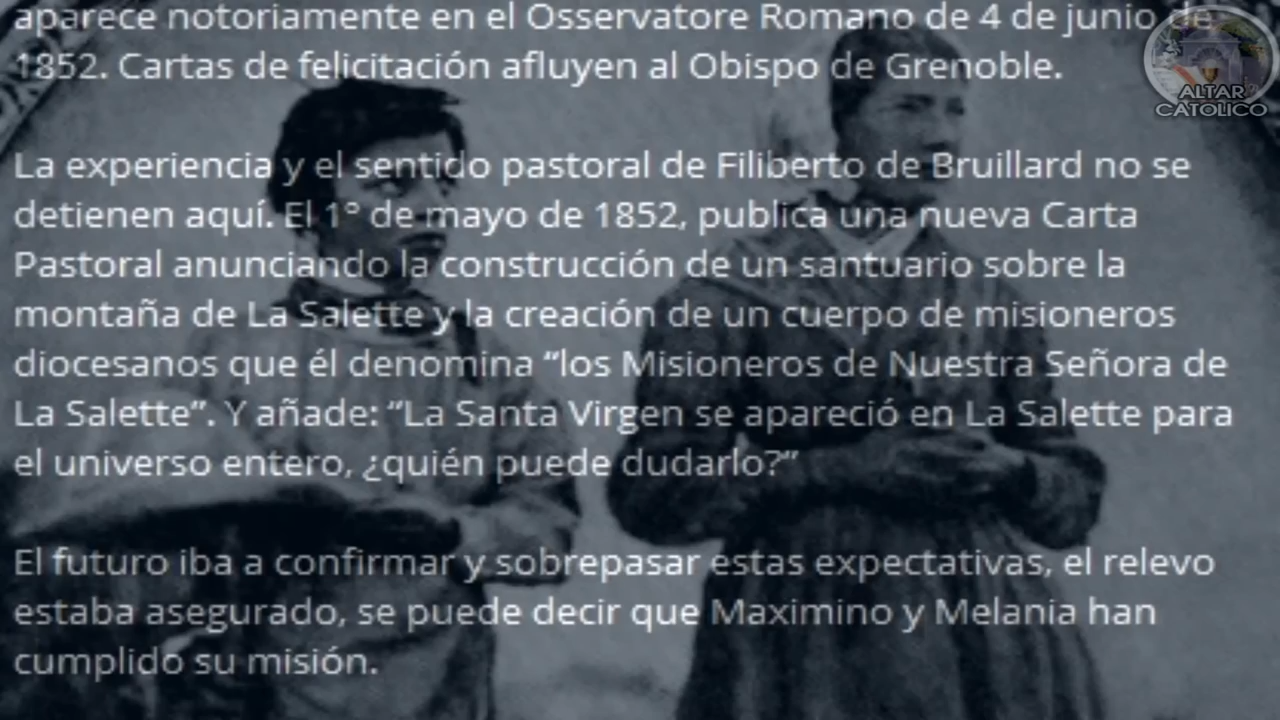 aparece notoriamente en el Osservatore Romano de 4 de junio de
1852. Cartas de felicitación afluyen al Obispo de Grenoble.
La experiencia y el sentido pastoral de Filiberto de Bruillard no se
detienen aquí. El 1° de mayo de 1852, publica una nueva Carta
Pastoral anunciando la construcción de un santuario sobre la
montaña de La Salette y la creación de un cuerpo de misioneros
diocesanos que él denomina “los Misioneros de Nuestra Señora de
La Salette”. Y añade: “La Santa Virgen se apareció en La Salette para
el universo entero, ¿quién puede dudarlo?”
El futuro iba a confirmar y sobrepasar estas expectativas, el relevo
estaba asegurado, se puede decir que Maximino y Melania han
cumplido su misión.
ALTAR
CATOLICO